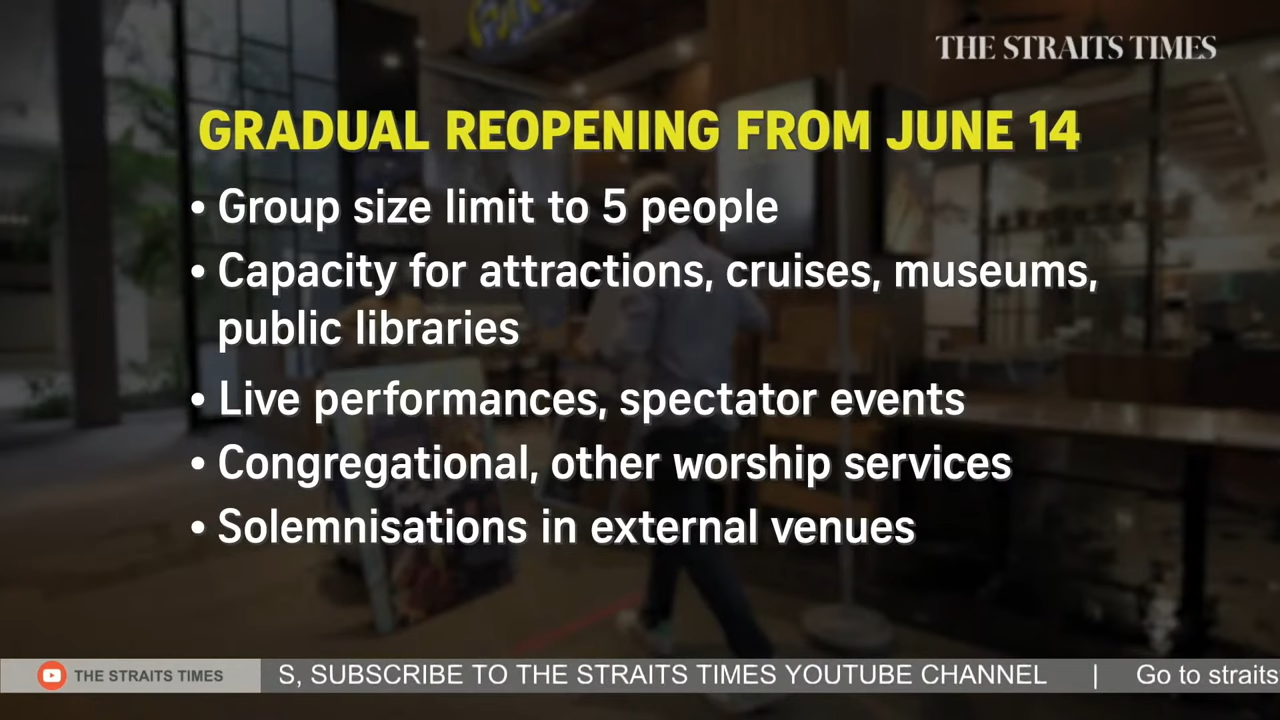 THE STRAITS TIMES
GRADUAL REOPENING FROM JUNE 14
• Group size limit to 5 people
• Capacity for attractions, cruises, museums,
public libraries
• Live performances, spectator events
• Congregational, other worship services
• Solemnisations in external venues
THE STRAITS TIMES S, SUBSCRIBE TO THE STRAITS TIMES YOUTUBE CHANNEL | Go to straits